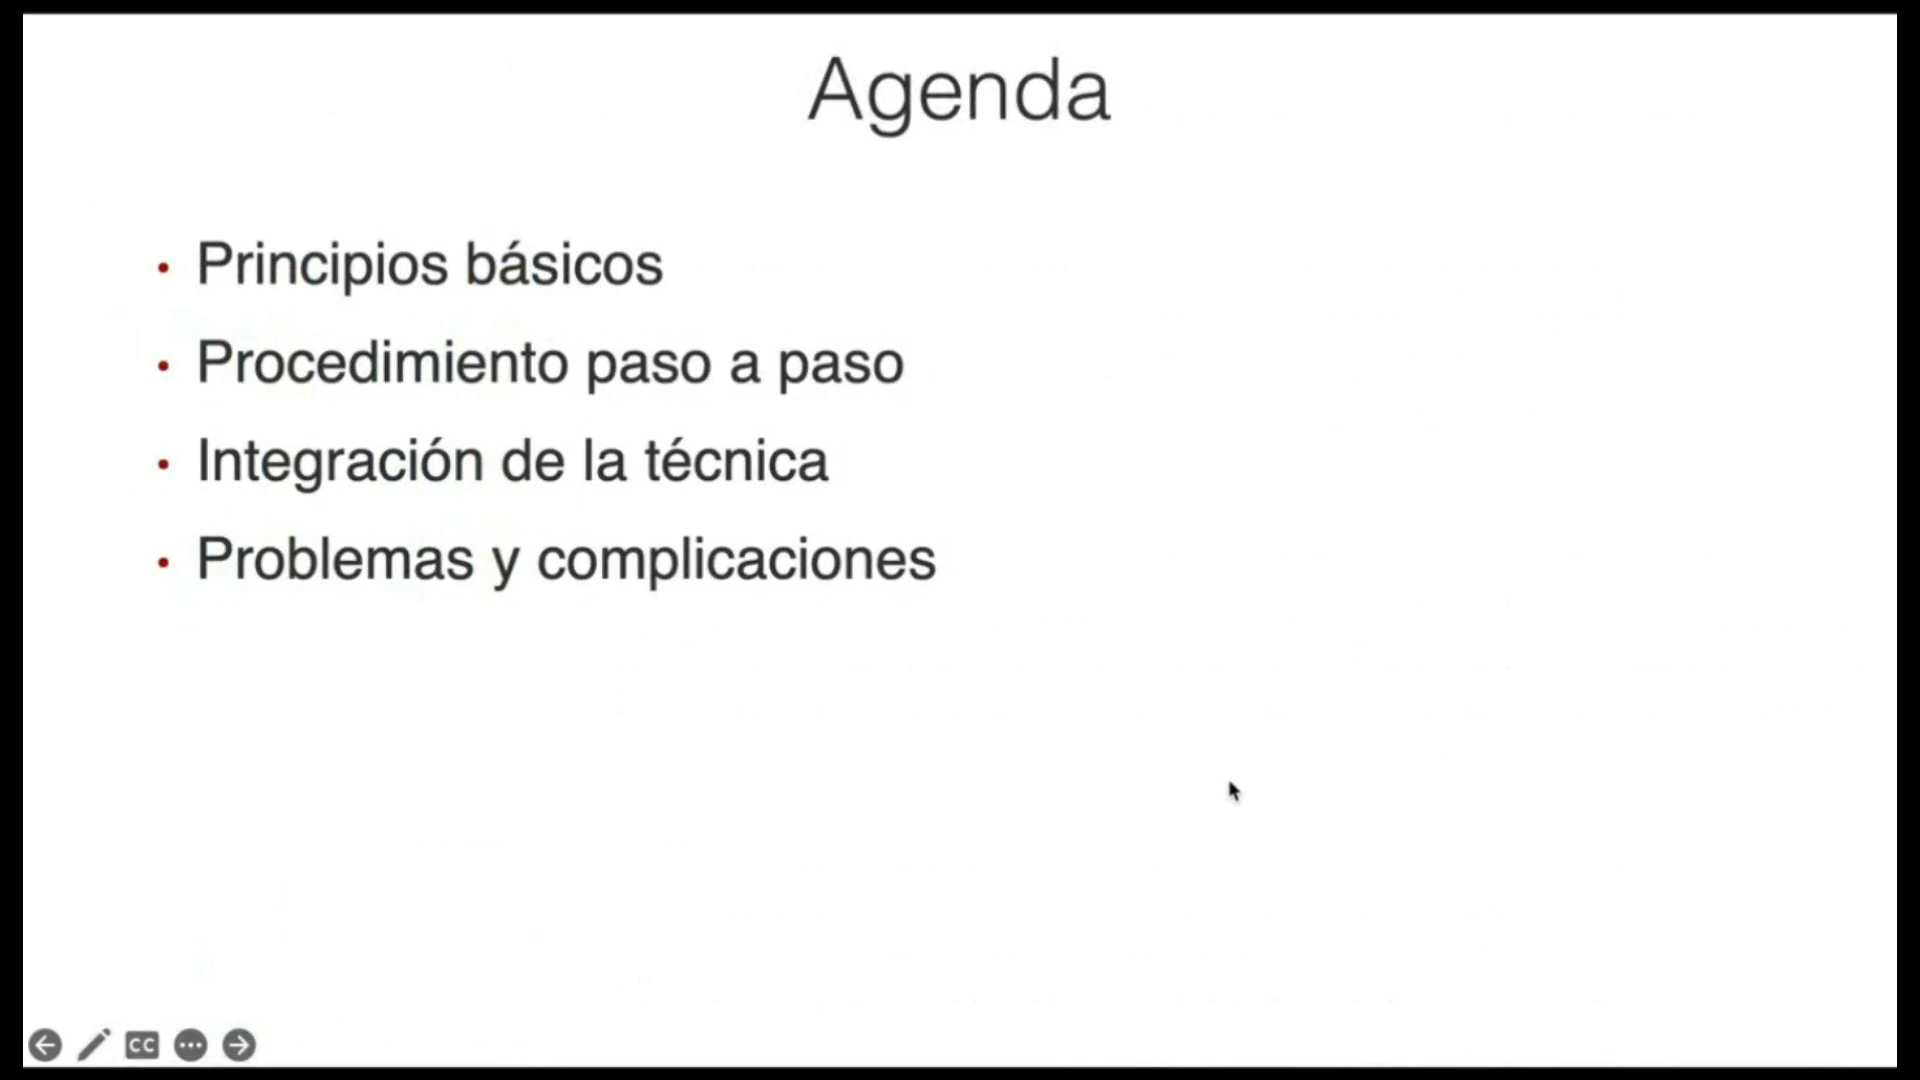 Agenda
• Principios básicos
• Procedimiento paso a paso
• Integración de la técnica
• Problemas y complicaciones
CC